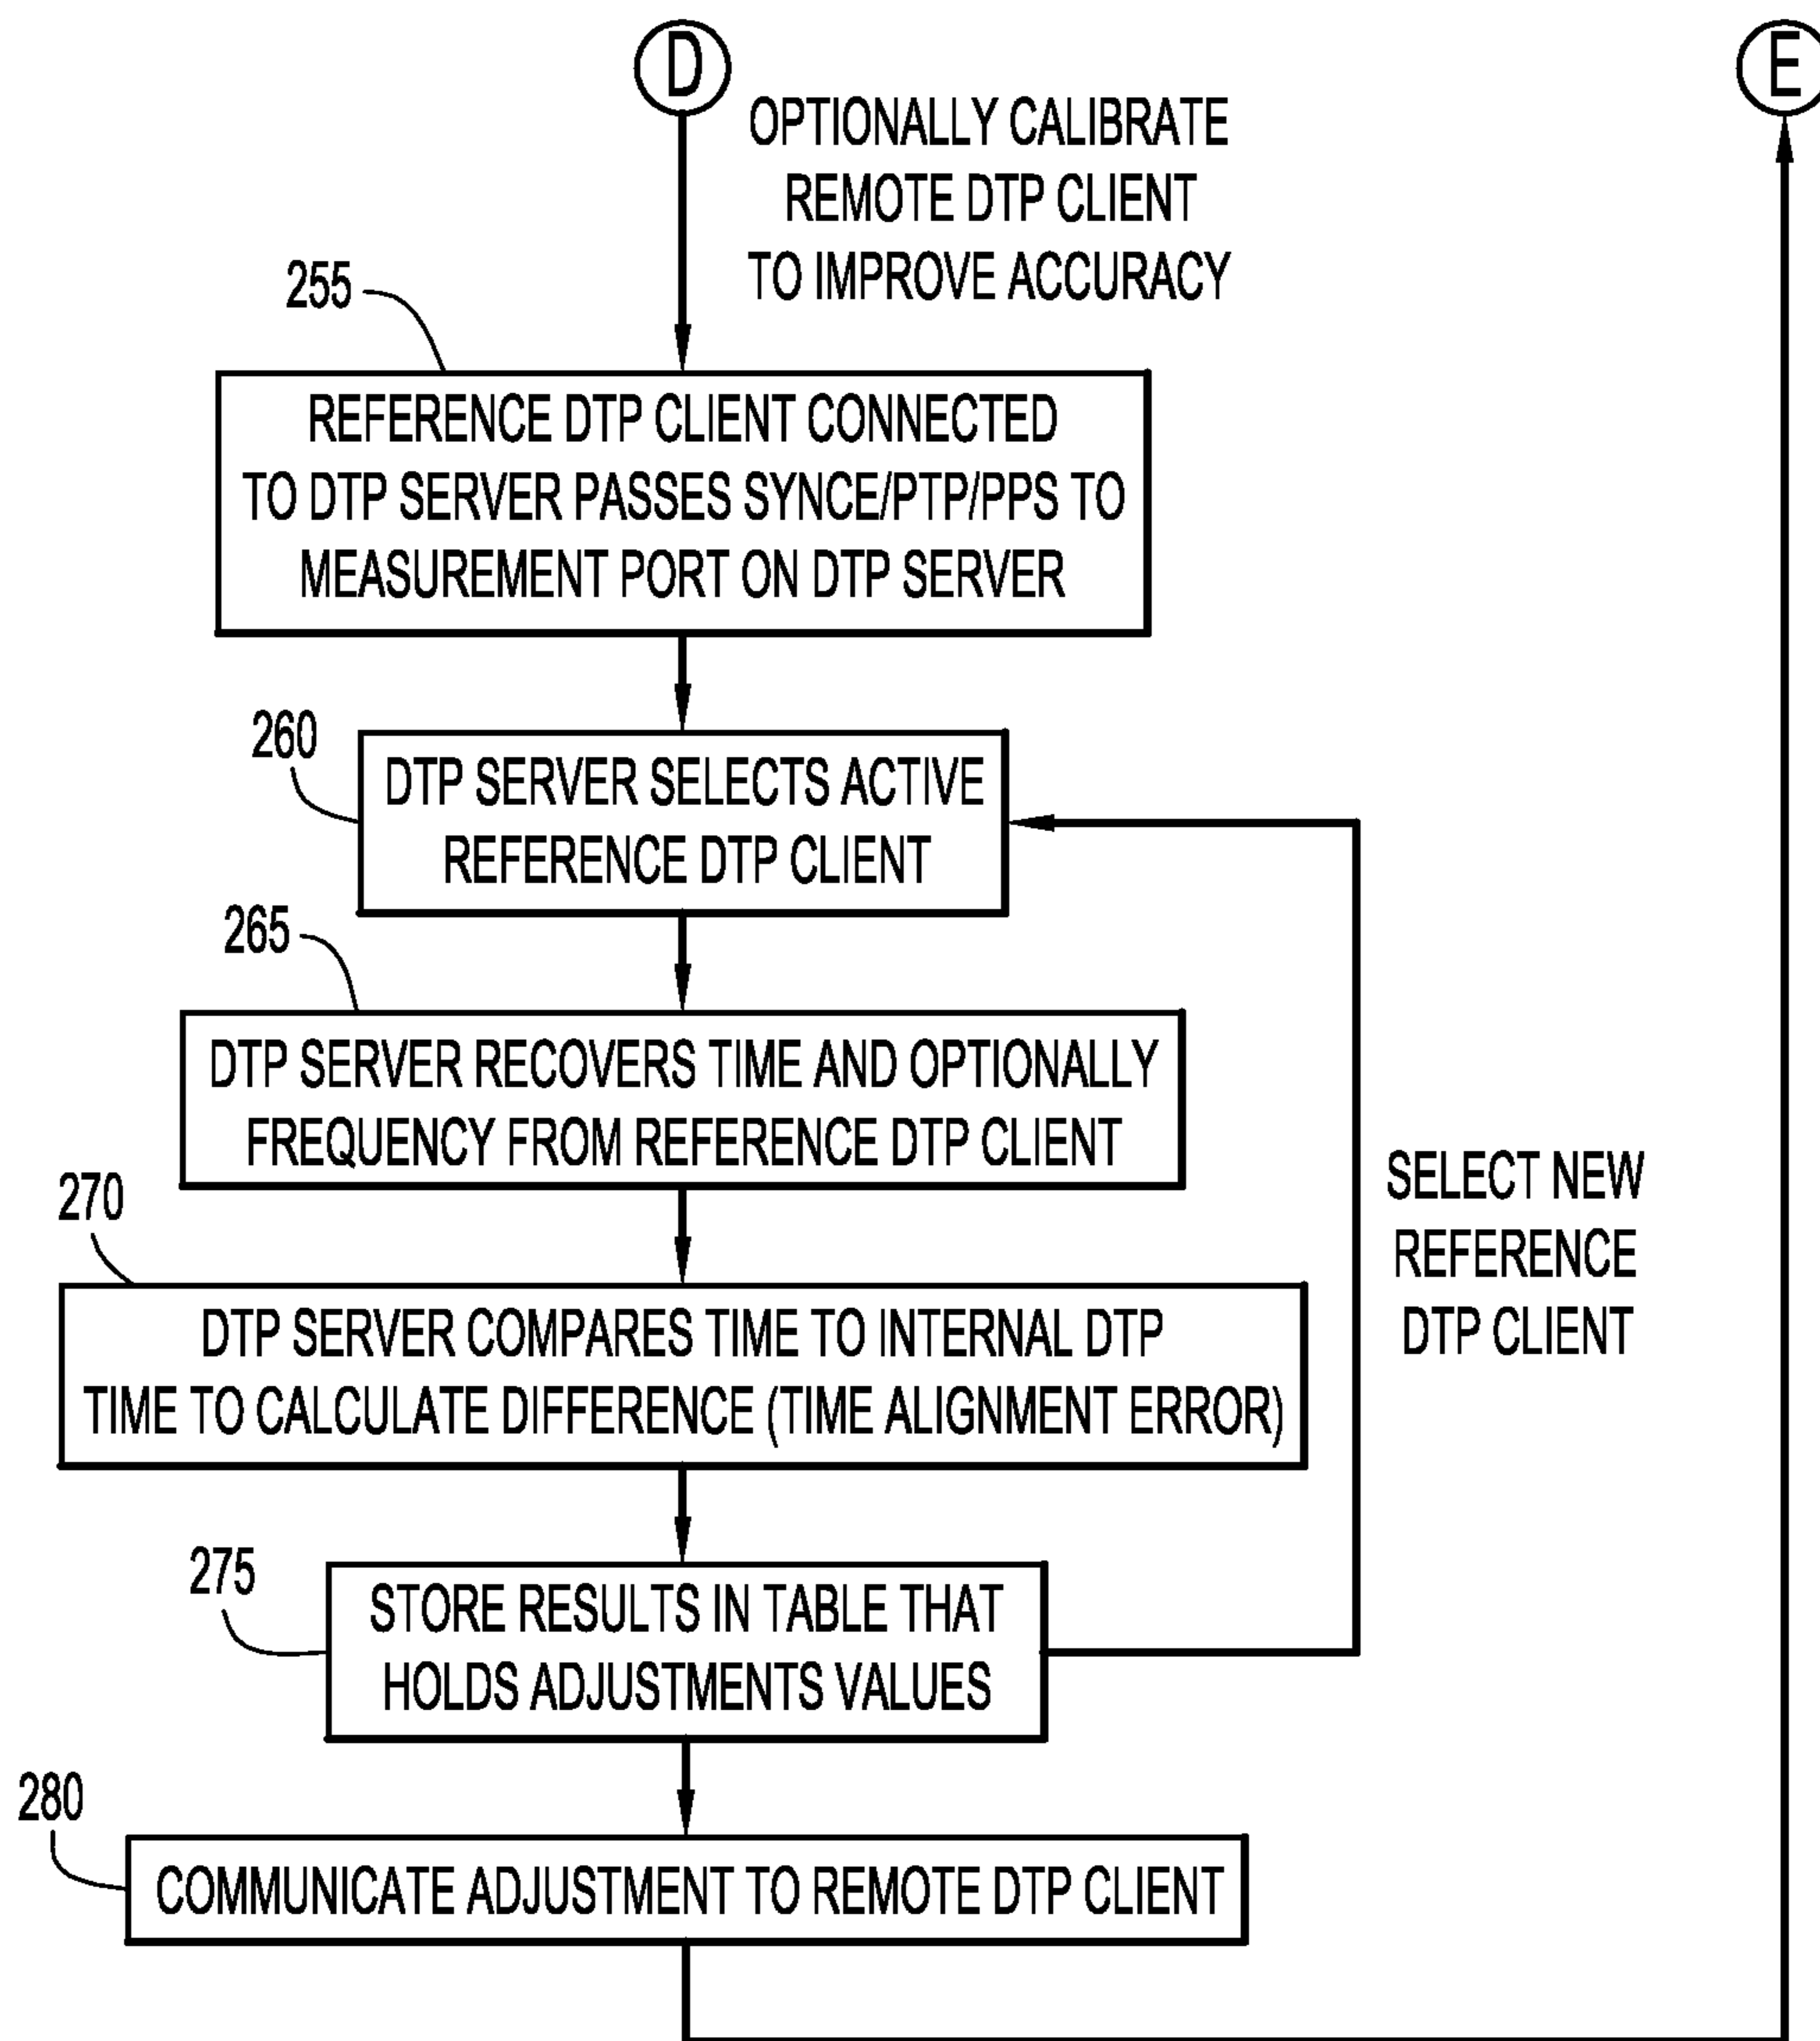 D
E
OPTIONALLY CALIBRATE
REMOTE DTP CLIENT
TO IMPROVE ACCURACY
255
REFERENCE DTP CLIENT CONNECTED
TO DTP SERVER PASSES SYNCE/PTP/PPS TO
MEASUREMENT PORT ON DTP SERVER
260
DTP SERVER SELECTS ACTIVE
REFERENCE DTP CLIENT
265
DTP SERVER RECOVERS TIME AND OPTIONALLY
FREQUENCY FROM REFERENCE DTP CLIENT
SELECT NEW
REFERENCE
DTP CLIENT
270
DTP SERVER COMPARES TIME TO INTERNAL DTP
TIME TO CALCULATE DIFFERENCE (TIME ALIGNMENT ERROR)
275
STORE RESULTS IN TABLE THAT
HOLDS ADJUSTMENTS VALUES
280
COMMUNICATE ADJUSTMENT TO REMOTE DTP CLIENT